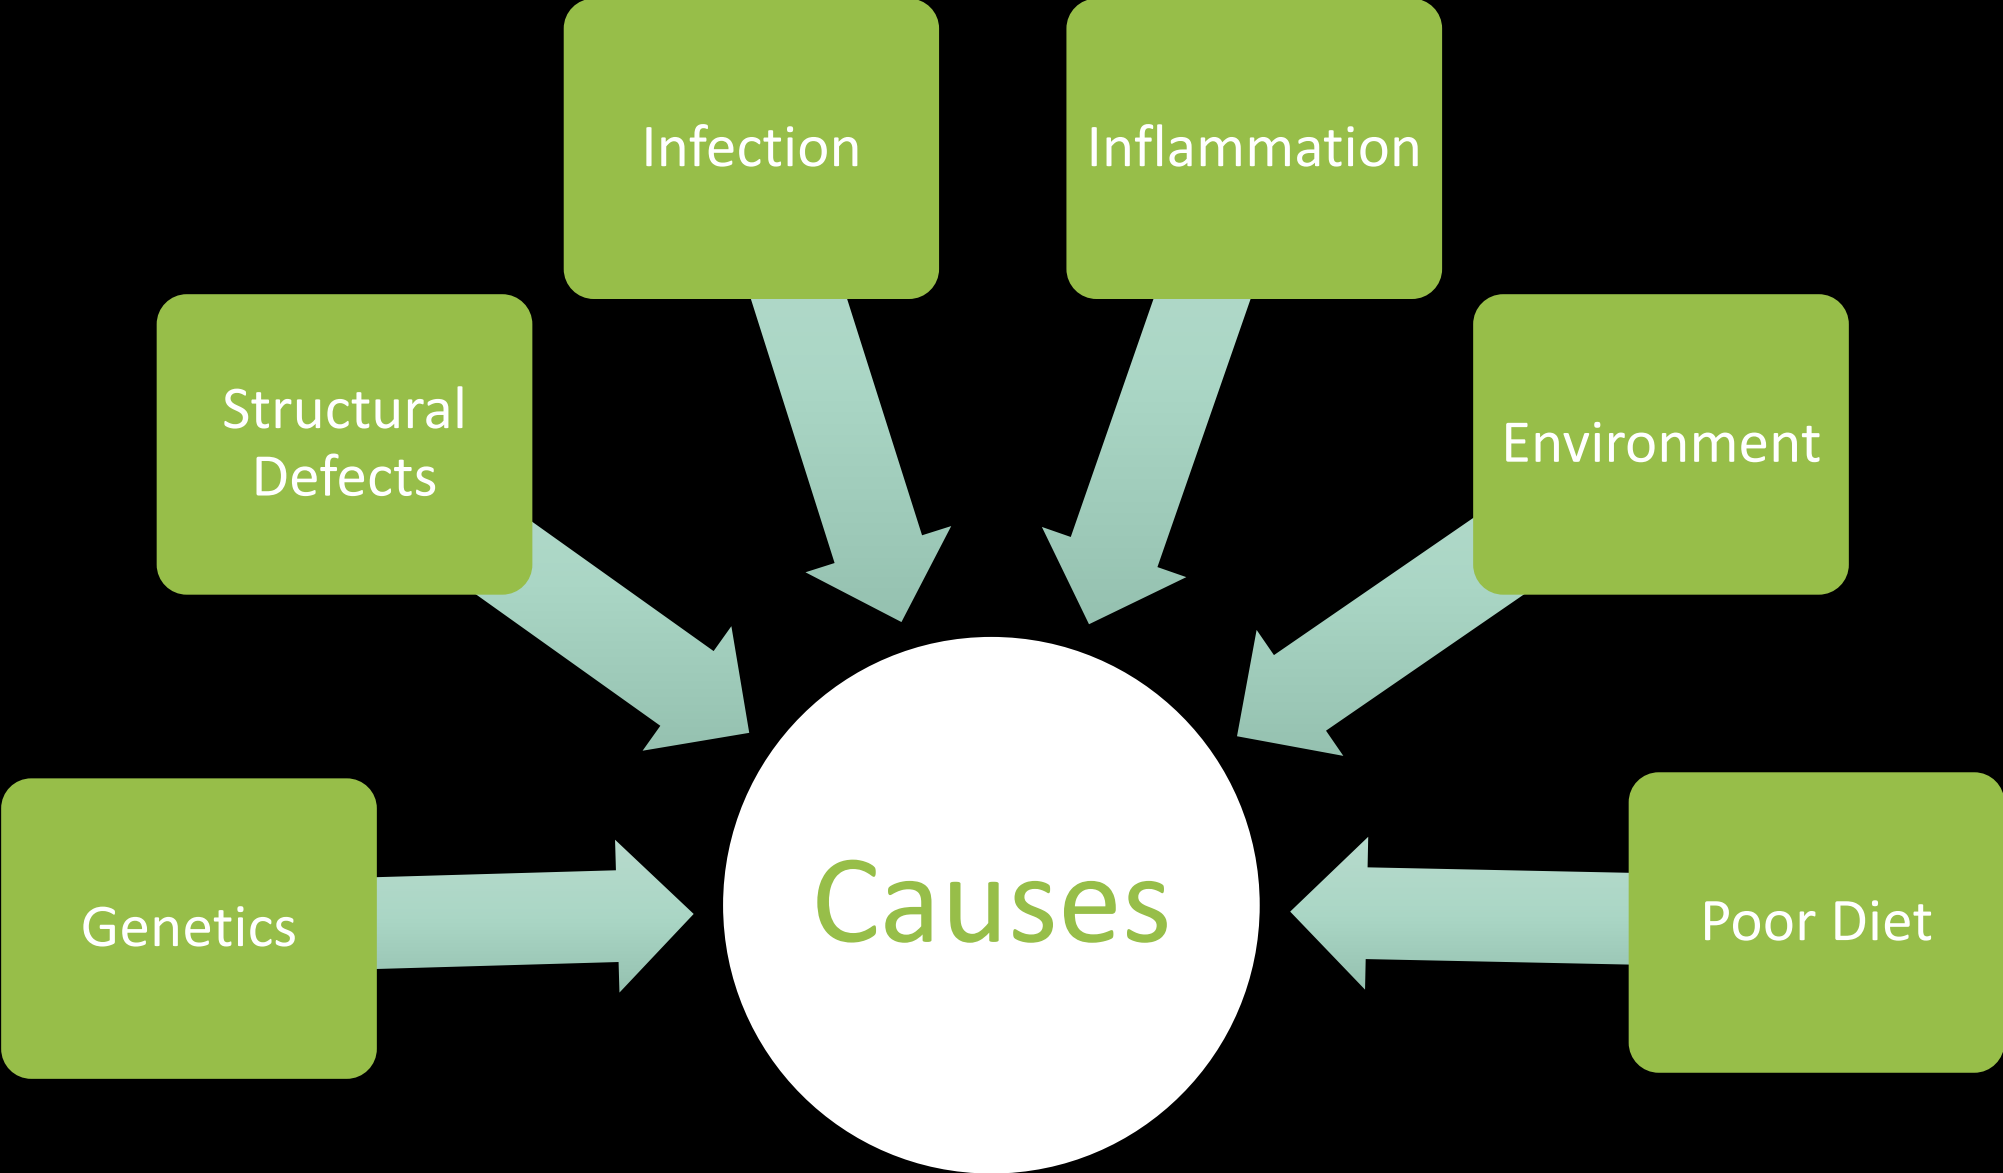 Infection
Inflammation
Structural
Defects
Environment
Genetics
Causes
Poor Diet